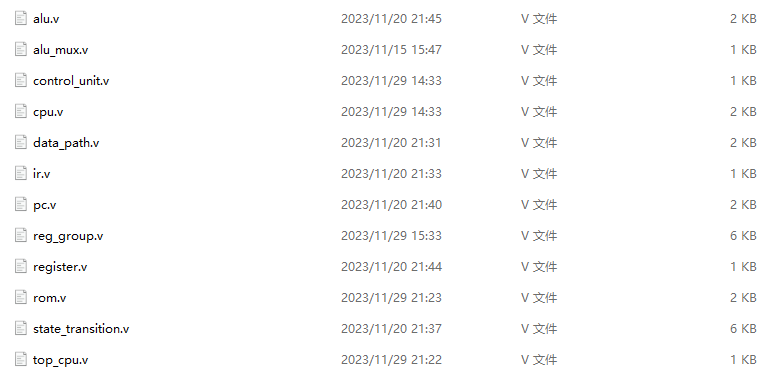 alu.v 2023/11/20 21:45 V 文件 2 KB
alu_mux.v 2023/11/15 15:47 V 文件 1 KB
control_unit.v 2023/11/29 14:33 V 文件 1 KB
cpu.v 2023/11/29 14:33 V 文件 2 KB
data_path.v 2023/11/20 21:31 V 文件 2 KB
ir.v 2023/11/20 21:33 V 文件 1 KB
pc.v 2023/11/20 21:40 V 文件 2 KB
reg_group.v 2023/11/29 15:33 V 文件 6 KB
register.v 2023/11/20 21:44 V 文件 1 KB
rom.v 2023/11/29 21:23 V 文件 2 KB
state_transition.v 2023/11/20 21:37 V 文件 6 KB
top_cpu.v 2023/11/29 21:22 V 文件 1 KB